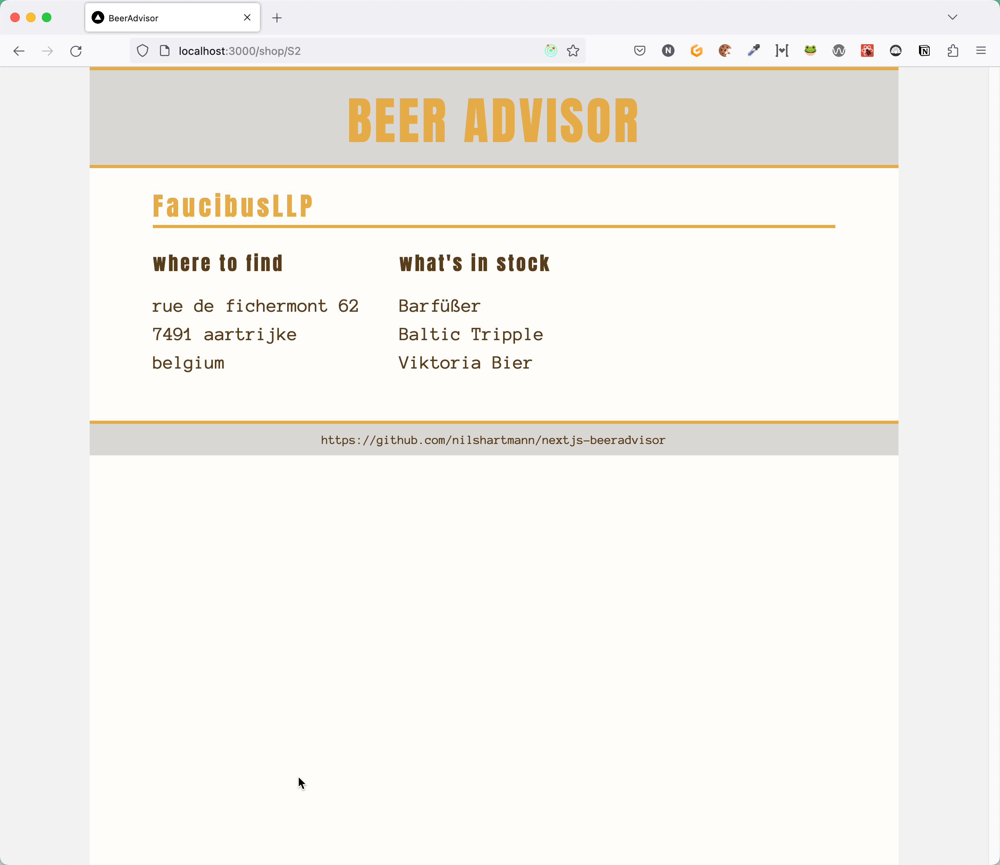 BeerAdvisor
localhost:3000/shop/S2
BEER ADVISOR
FaucibusLLP
where to find
rue de fichermont 62
7491 aartrijke
belgium
what's in stock
Barfüßer
Baltic Tripple
Viktoria Bier
https://github.com/nilshartmann/nextjs-beeradvisor